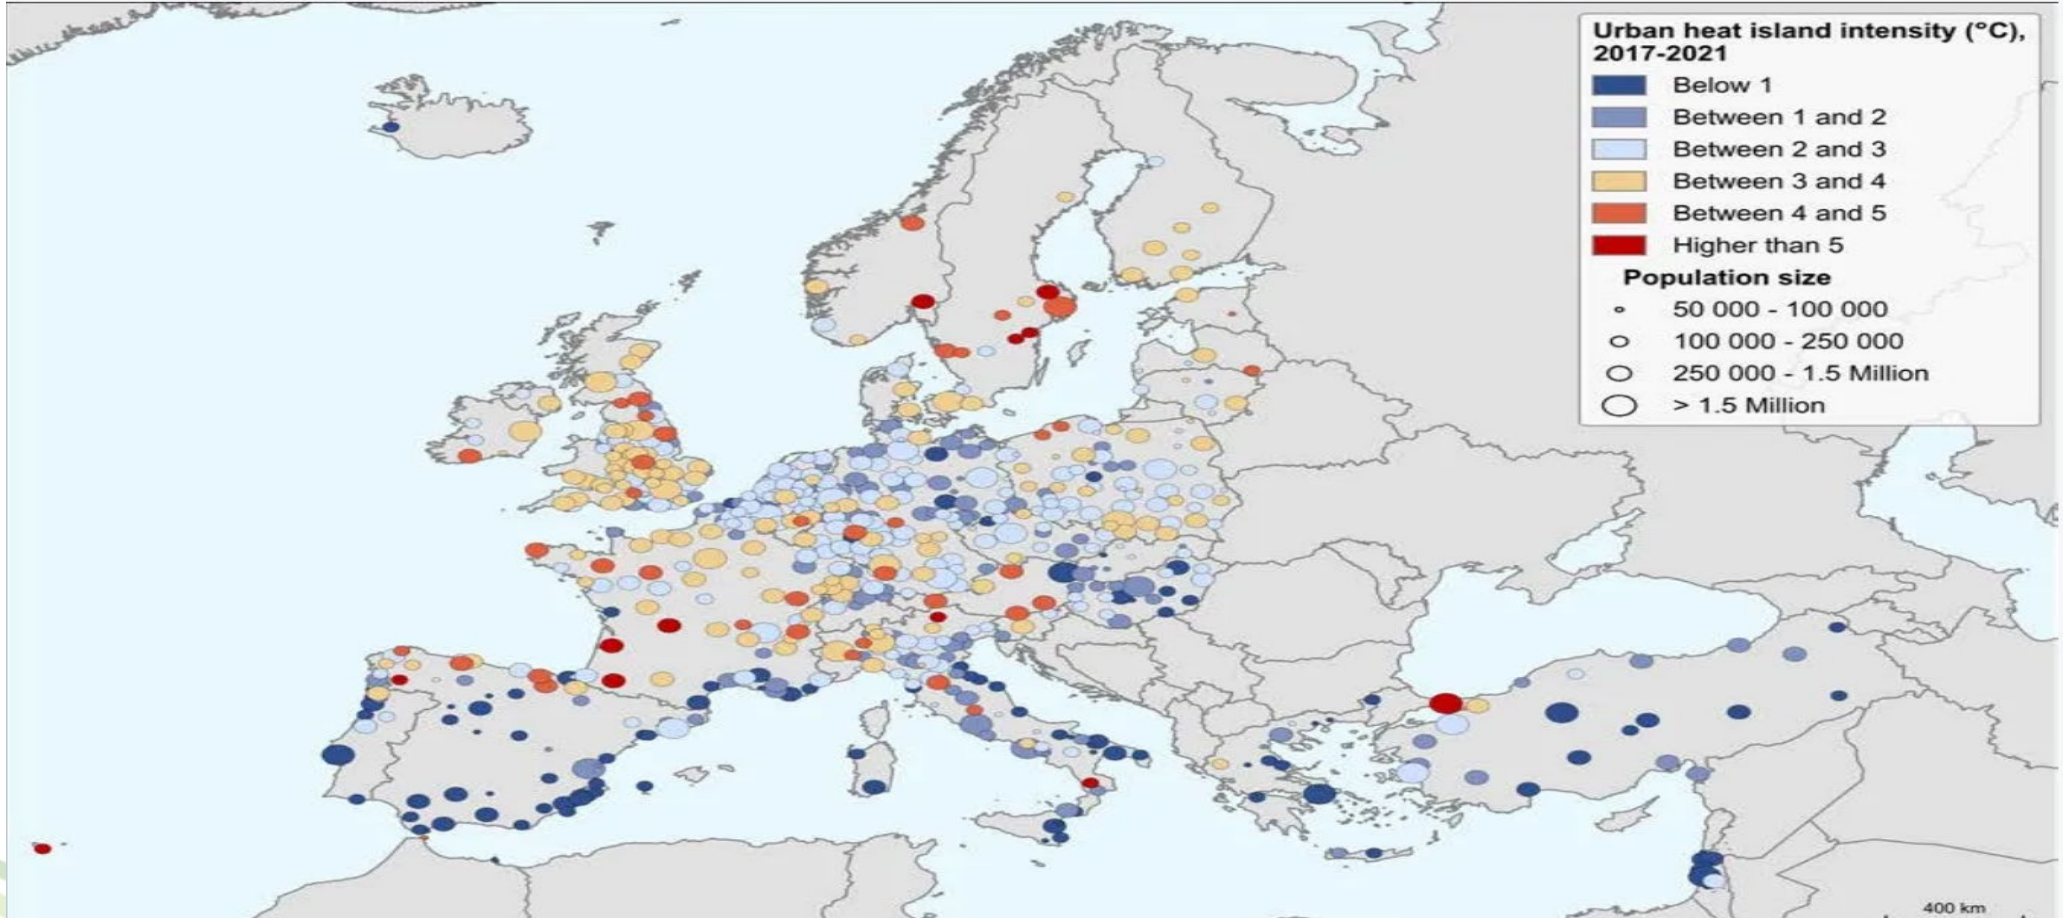 Urban heat island intensity (°C),
2017-2021
Below 1
Between 1 and 2
Between 2 and 3
Between 3 and 4
Between 4 and 5
Higher than 5
Population size
50 000 - 100 000
100 000 - 250 000
250 000 - 1.5 Million
> 1.5 Million
400 km